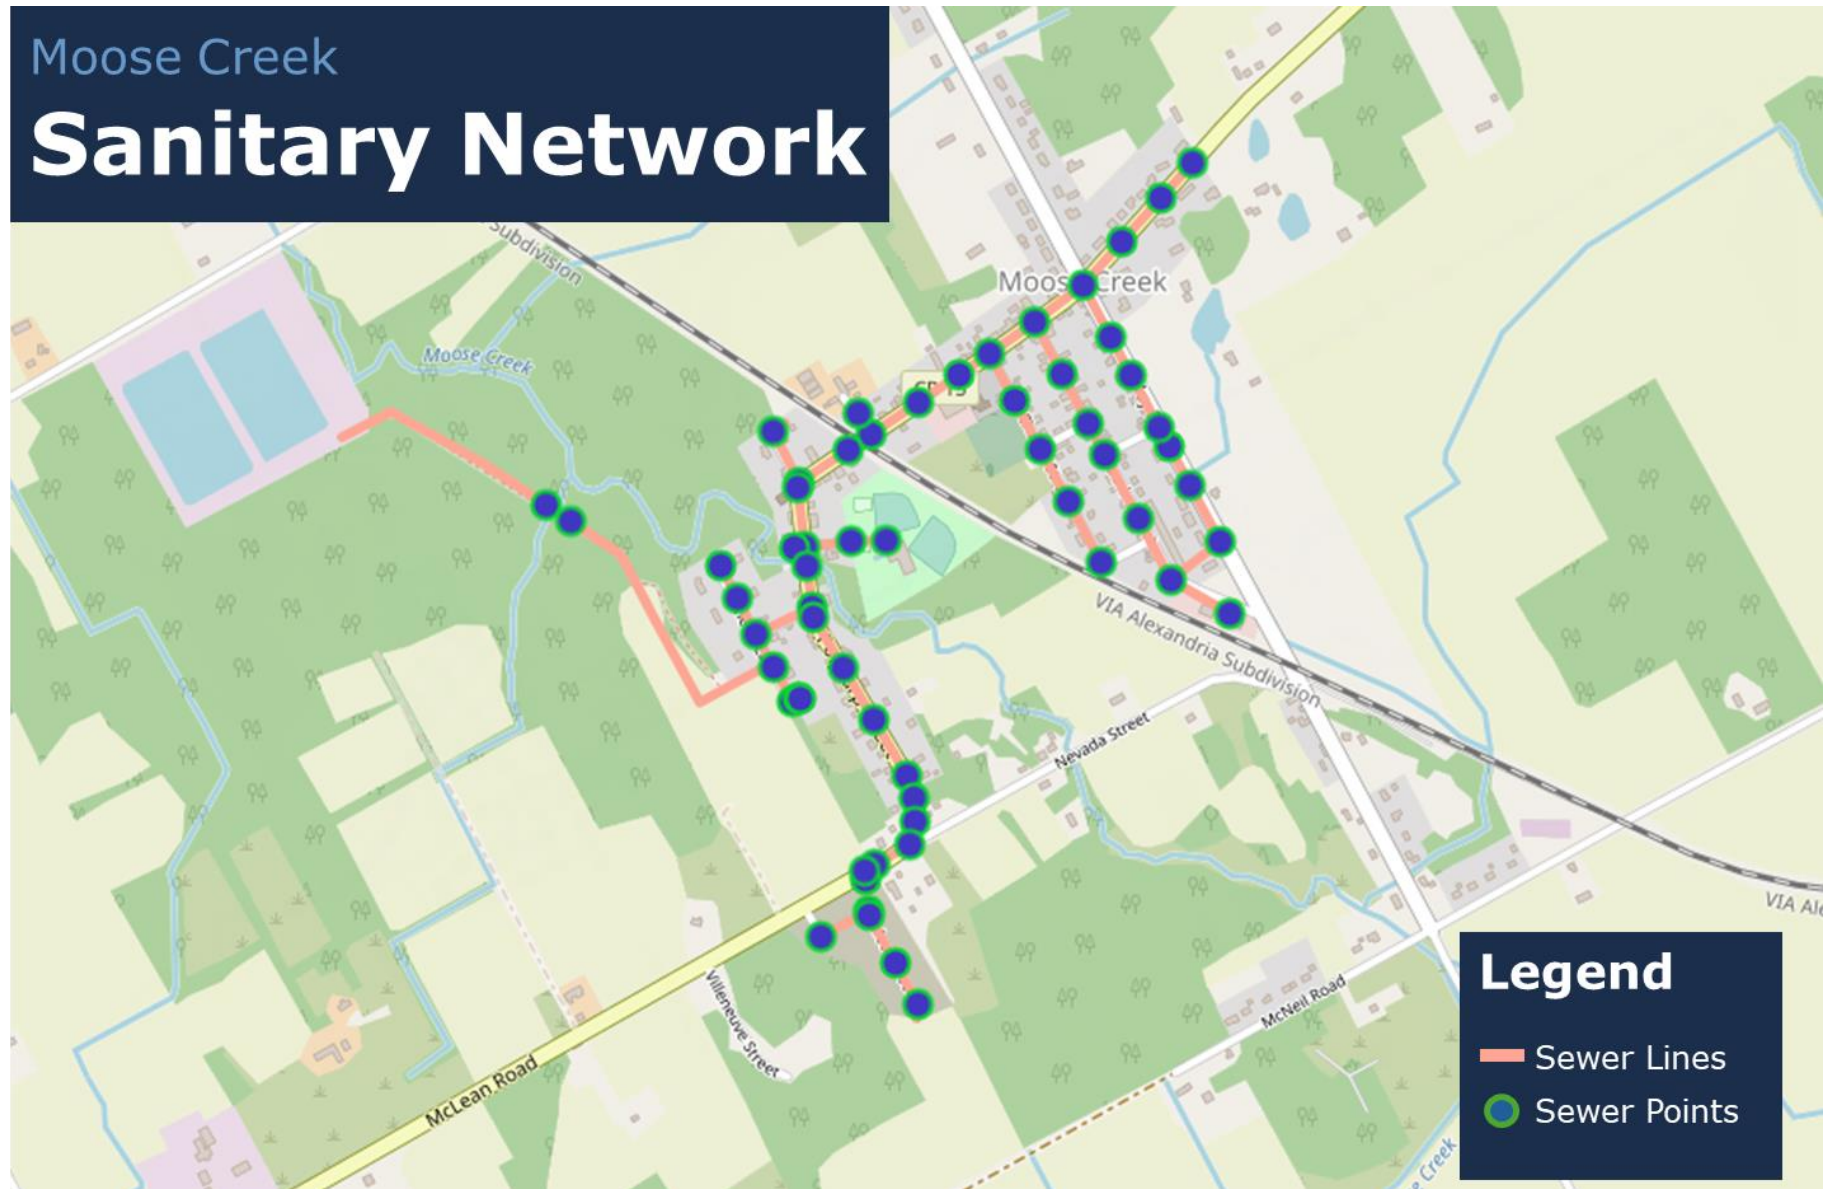 Moose Creek
Sanitary Network
Subdivision
Moose Creek
Moose Creek
VIA Alexandria Subdivision
Nevada Street
VIA Ale
Villeneuve Street
McNeil Road
McLean Road
e Creek
Legend
Sewer Lines
Sewer Points